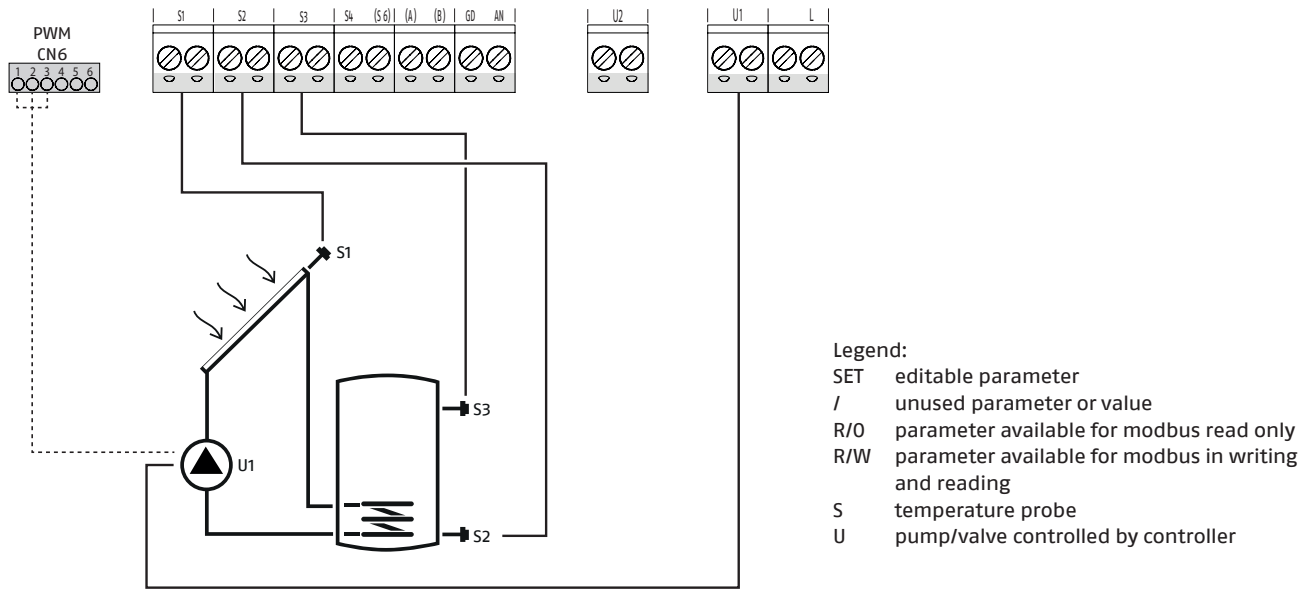 S1 S2 S3 S4 (S6) (A) (B) GD AN U2 U1 L
PWM
CN6
1 2 3 4 5 6
S1
S3
U1
S2
Legend:
SET editable parameter
/ unused parameter or value
R/O parameter available for modbus read only
R/W parameter available for modbus in writing
and reading
S temperature probe
U pump/valve controlled by controller